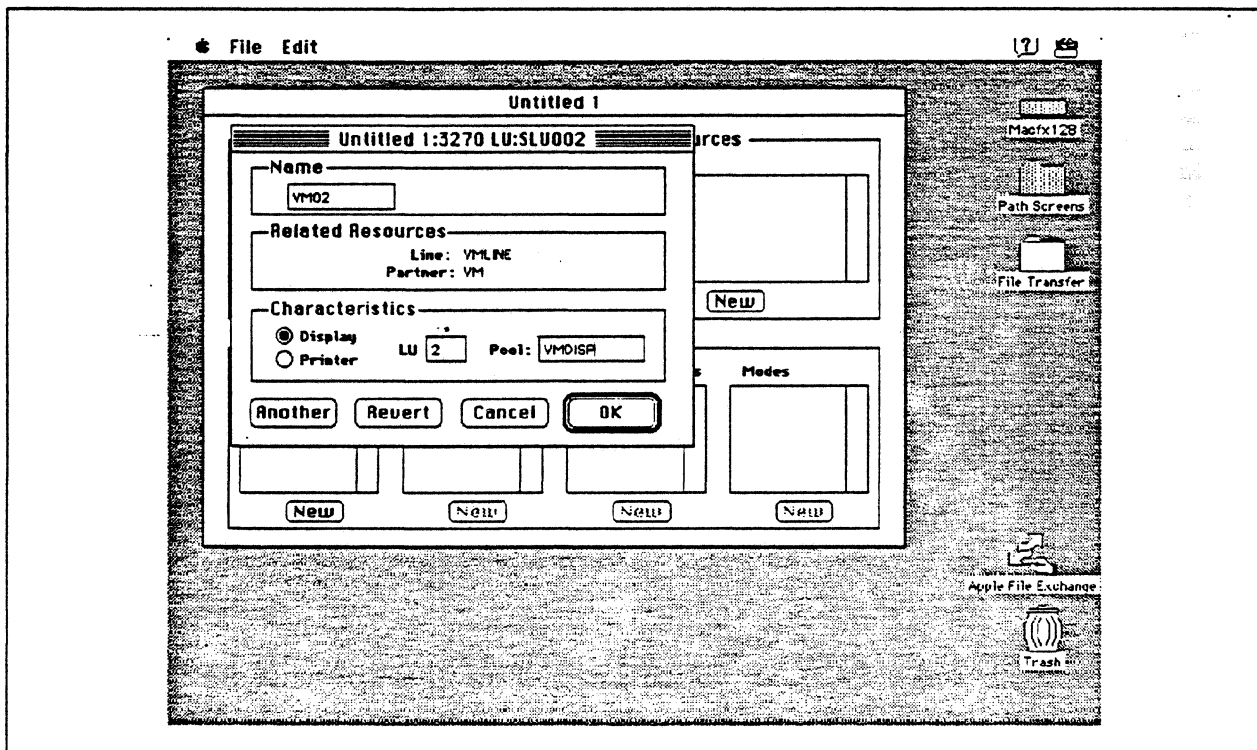 File Edit
Untitled 1
Macfx128
Untitled 1:3270 LU:SLU002
Name
VM02
Path Screens
Related Resources
Line: VMLINE
Partner: VM
File Transfer
New
Characteristics
Display
Printer
LU 2
Pool: VMDISP
Modes
Another Revert Cancel OK
New New New New
Apple File Exchange
Trash